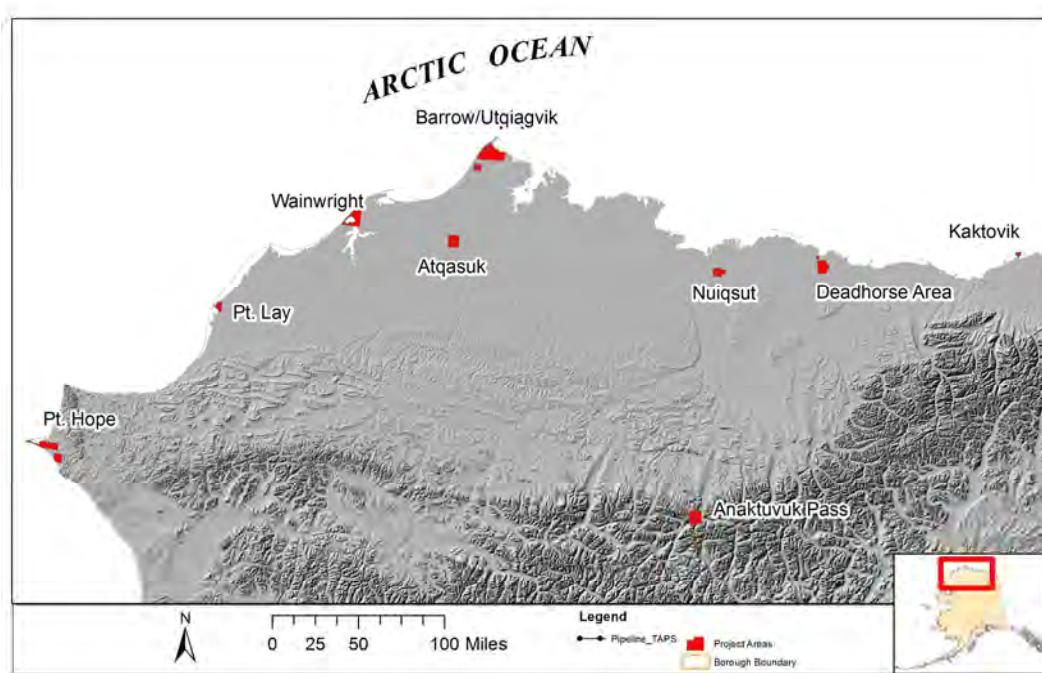 ARCTIC OCEAN
Barrow/Utqiagvik
Wainwright
Kaktovik
Atqasuk
Nuiqsut
Deadhorse Area
Pt. Lay
Pt. Hope
Anaktuvuk Pass
N
0 25 50 100 Miles
Legend
Pipeline_TAPS
Project Areas
Borough Boundary